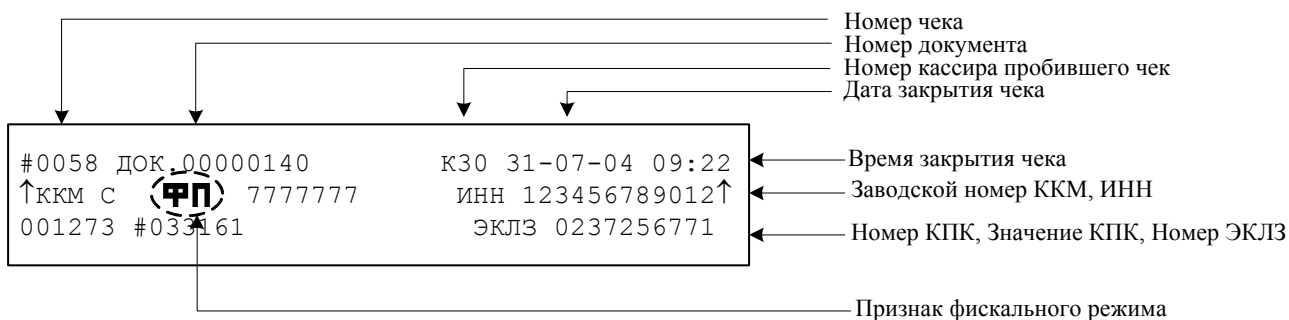 Номер чека
Номер документа
Номер кассира пробившего чек
Дата закрытия чека
#0058 ДОК.00000140 К30 31-07-04 09:22
Время закрытия чека
↑ККМ С ФП 7777777 ИНН 123456789012↑
Заводской номер ККМ, ИНН
001273 #033161 ЭКЛЗ 0237256771
Номер КПК, Значение КПК, Номер ЭКЛЗ
Признак фискального режима